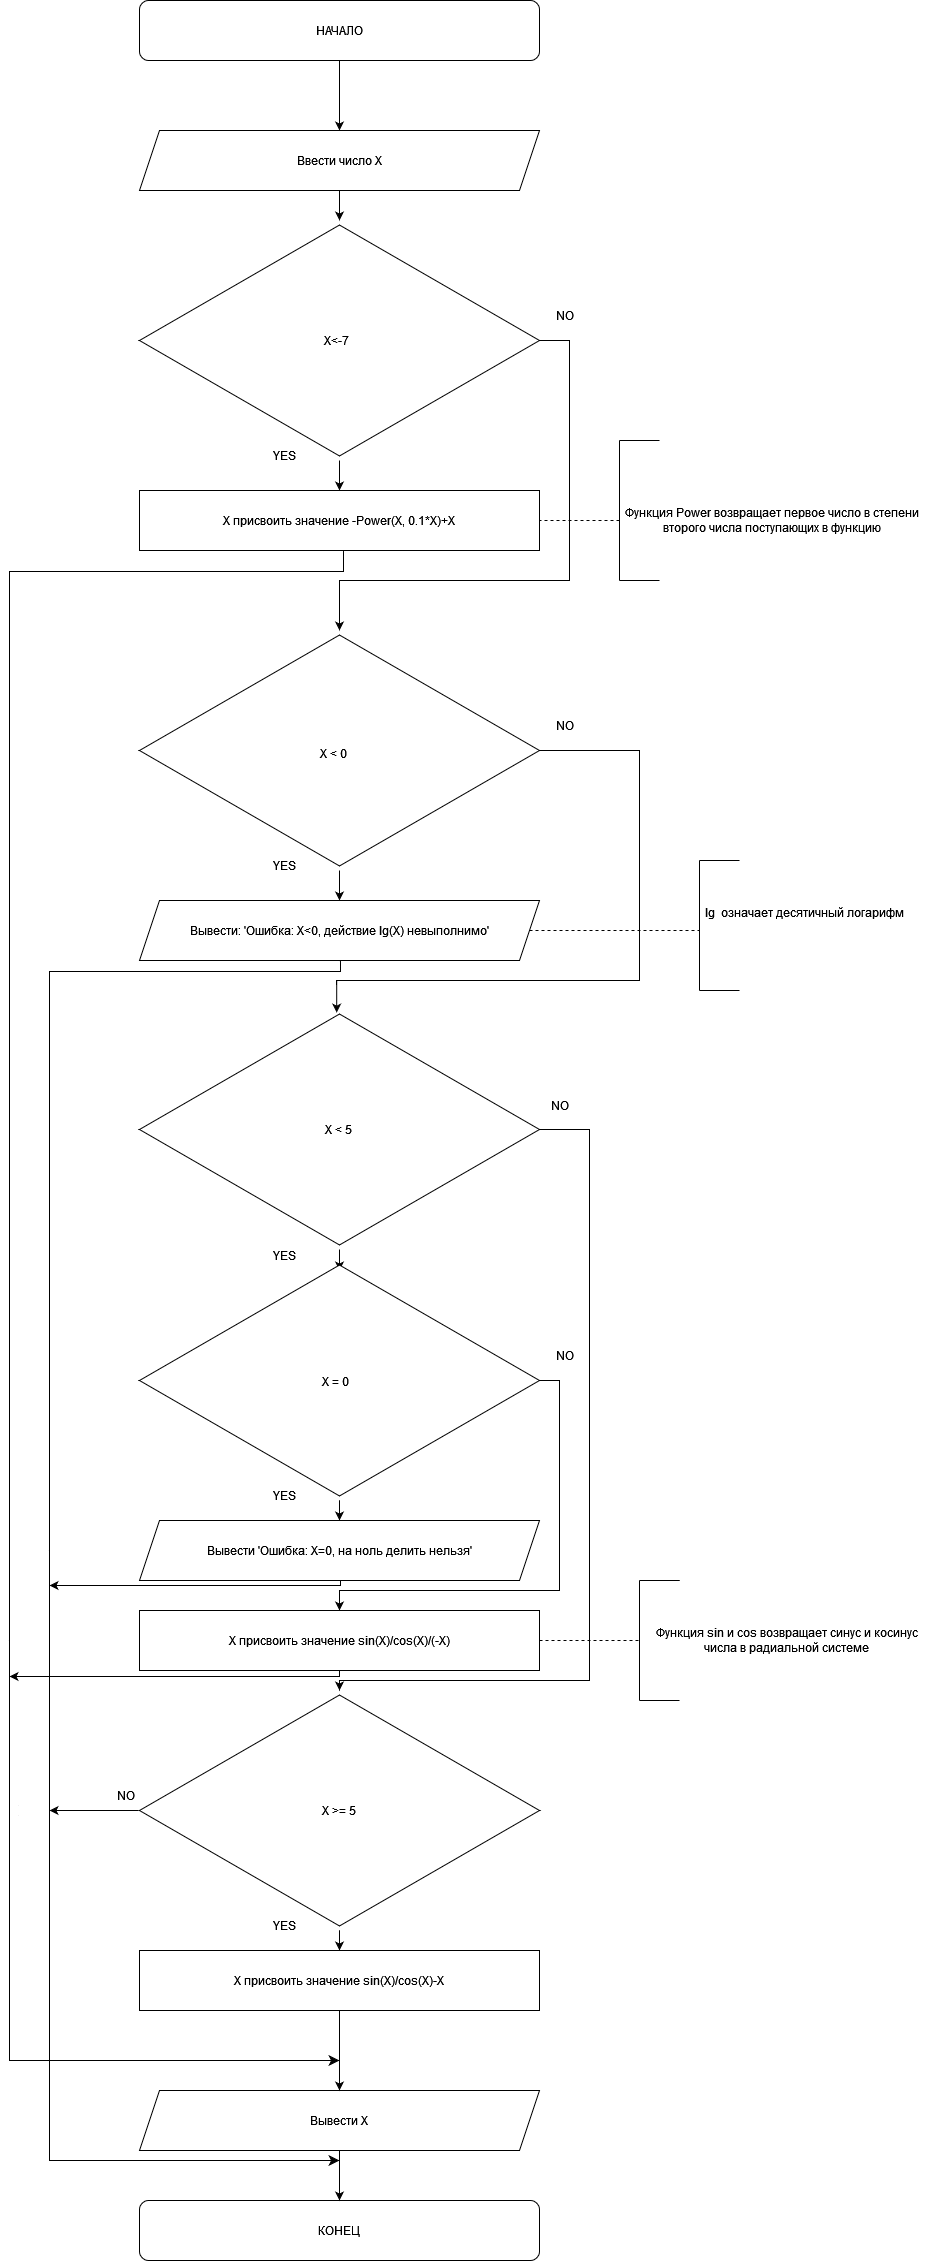 НАЧАЛО
Ввести число X
X<-7
NO
YES
X присвоить значение -Power(X, 0.1*X)+X
Функция Power возвращает первое число в степени
второго числа поступающих в функцию
X < 0
NO
YES
Вывести: 'Ошибка: X<0, действие lg(X) невыполнимо'
lg означает десятичный логарифм
X < 5
NO
YES
X = 0
NO
YES
Вывести 'Ошибка: X=0, на ноль делить нельзя'
X присвоить значение sin(X)/cos(X)/(-X)
Функция sin и cos возвращает синус и косинус
числа в радиальной системе
X >= 5
NO
YES
X присвоить значение sin(X)/cos(X)-X
Вывести X
КОНЕЦ